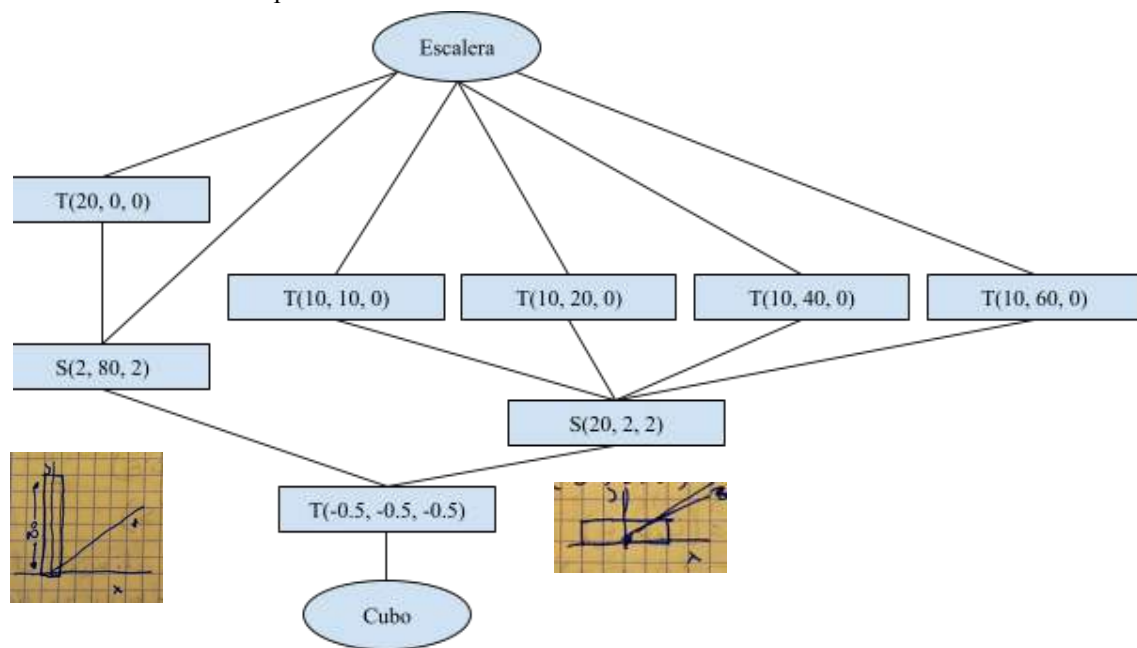 Escalera
T(20, 0, 0)
T(10, 10, 0)
T(10, 20, 0)
T(10, 40, 0)
T(10, 60, 0)
S(2, 80, 2)
S(20, 2, 2)
T(-0.5, -0.5, -0.5)
80
x
Cubo